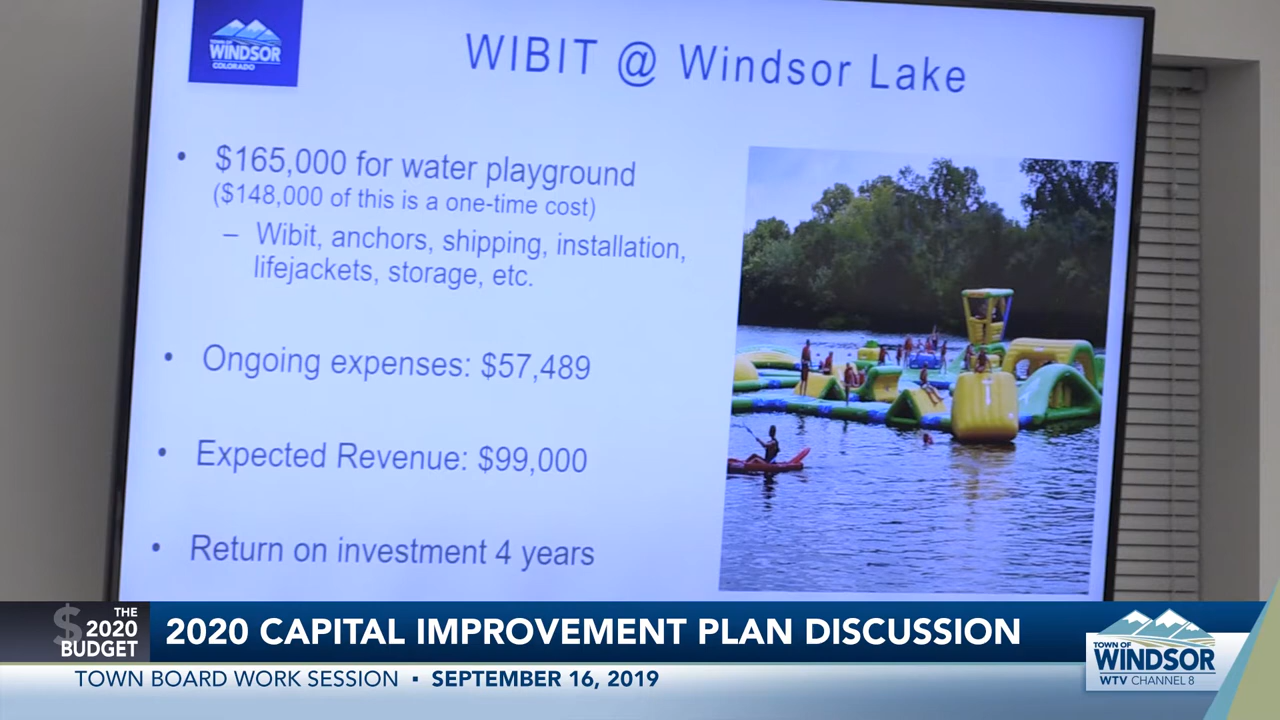 TOWN OF
WINDSOR
COLORADO
WIBIT @ Windsor Lake
• $165,000 for water playground
($148,000 of this is a one-time cost)
– Wibit, anchors, shipping, installation,
lifejackets, storage, etc.
• Ongoing expenses: $57,489
• Expected Revenue: $99,000
• Return on investment 4 years
$ THE
2020
BUDGET
2020 CAPITAL IMPROVEMENT PLAN DISCUSSION
TOWN BOARD WORK SESSION ▪ SEPTEMBER 16, 2019
TOWN OF
WINDSOR
WTV CHANNEL 8